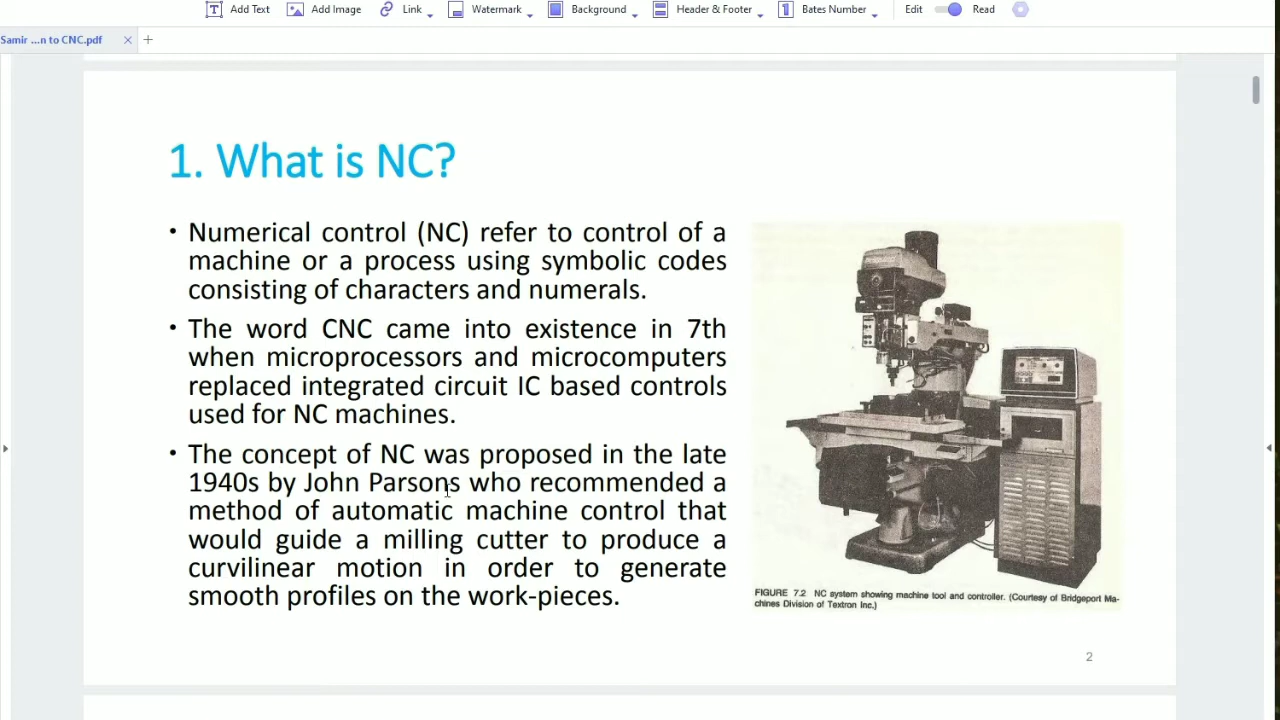 Add Text Add Image Link Watermark Background Header & Footer Bates Number Edit Read
Samir ...n to CNC.pdf
1. What is NC?
• Numerical control (NC) refer to control of a
machine or a process using symbolic codes
consisting of characters and numerals.
• The word CNC came into existence in 7th
when microprocessors and microcomputers
replaced integrated circuit IC based controls
used for NC machines.
• The concept of NC was proposed in the late
1940s by John Parsons who recommended a
method of automatic machine control that
would guide a milling cutter to produce a
curvilinear motion in order to generate
smooth profiles on the work-pieces.
FIGURE 7.2 NC system showing machine tool and controller. (Courtesy of Bridgeport Ma-
chines Division of Textron Inc.)
2